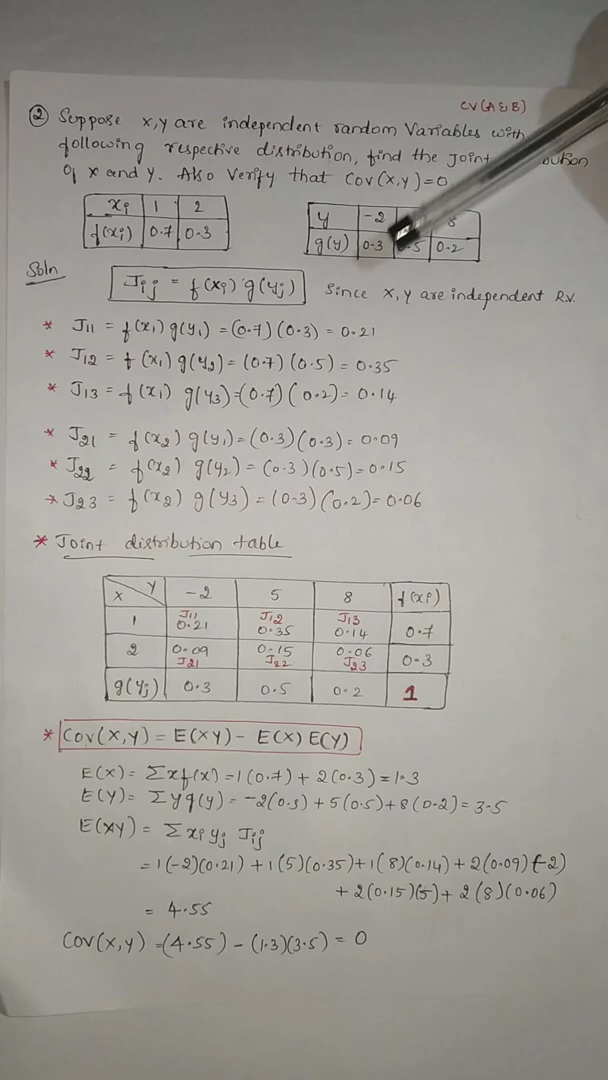 CV (A & B)
② Suppose x, y are independent random Variables with
following respective distribution, find the Joint
of x and y. Also Verify that Cov(x,y)=0
xi 1 2
f(xi) 0.7 0.3
y -2 8
g(y) 0.3 0.5 0.2
Soln
Jij = f(xi) g(yj) Since x, y are independent R.V.
* J11 = f(x1) g(y1) = (0.7) (0.3) = 0.21
* J12 = f(x1) g(y2) = (0.7) (0.5) = 0.35
* J13 = f(x1) g(y3) = (0.7) (0.2) = 0.14
* J21 = f(x2) g(y1) = (0.3) (0.3) = 0.09
* J22 = f(x2) g(y2) = (0.3) (0.5) = 0.15
* J23 = f(x2) g(y3) = (0.3) (0.2) = 0.06
* Joint distribution table
X Y -2 5 8 f(xi)
J11 J12 J13
1 0.21 0.35 0.14 0.7
2 0.09 0.15 0.06 0.3
J21 J22 J23
g(yj) 0.3 0.5 0.2 1
* Cov(x,y) = E(XY) - E(X) E(Y)
E(X) = Σxf(x) = 1(0.7) + 2(0.3) = 1.3
E(Y) = Σyg(y) = -2(0.3) + 5(0.5) + 8(0.2) = 3.5
E(XY) = Σ xi yj Jij
= 1(-2)(0.21) + 1(5)(0.35) + 1(8)(0.14) + 2(0.09)(-2)
+ 2(0.15)(5) + 2(8)(0.06)
= 4.55
Cov(x,y) = (4.55) - (1.3)(3.5) = 0